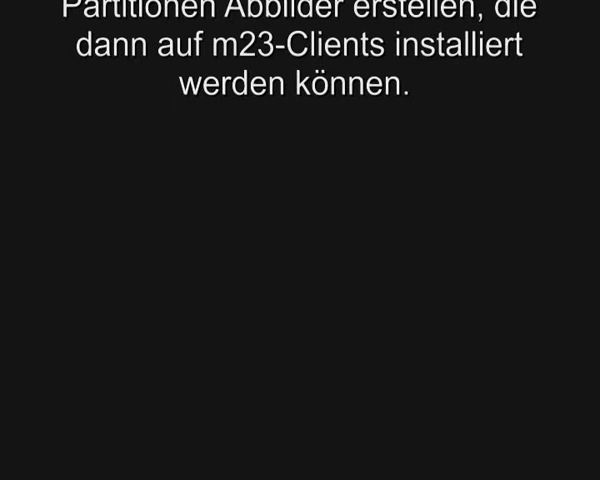 Partitionen Abbilder erstellen, die
dann auf m23-Clients installiert
werden können.